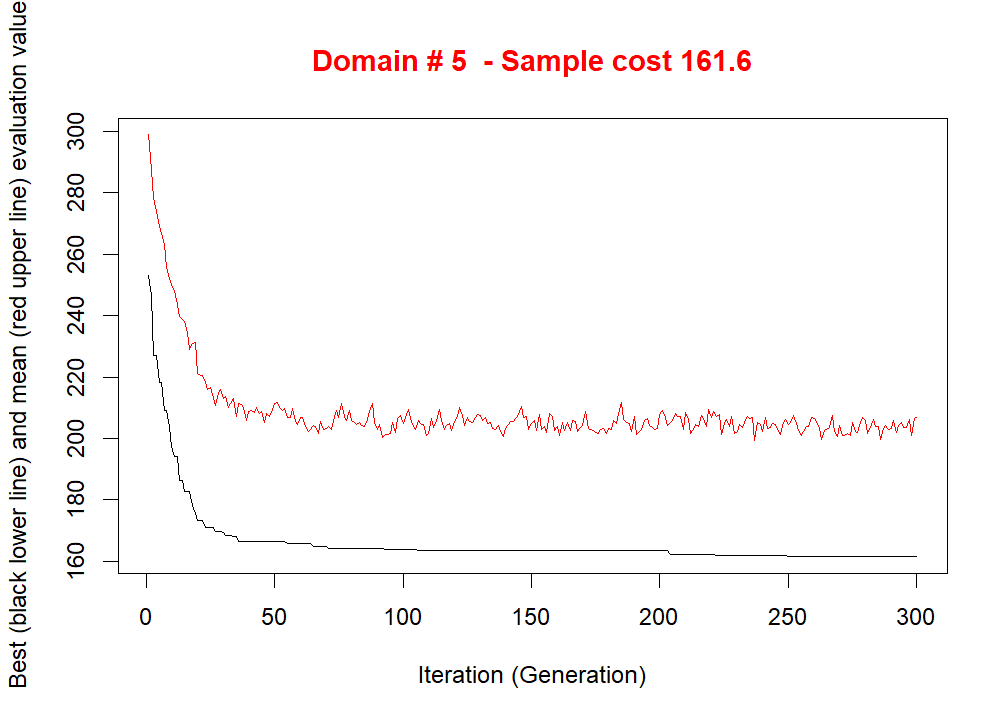 Domain # 5  - Sample cost 161.6
Best (black lower line) and mean (red upper line) evaluation value
300
280
260
240
220
200
180
160
0 50 100 150 200 250 300
Iteration (Generation)